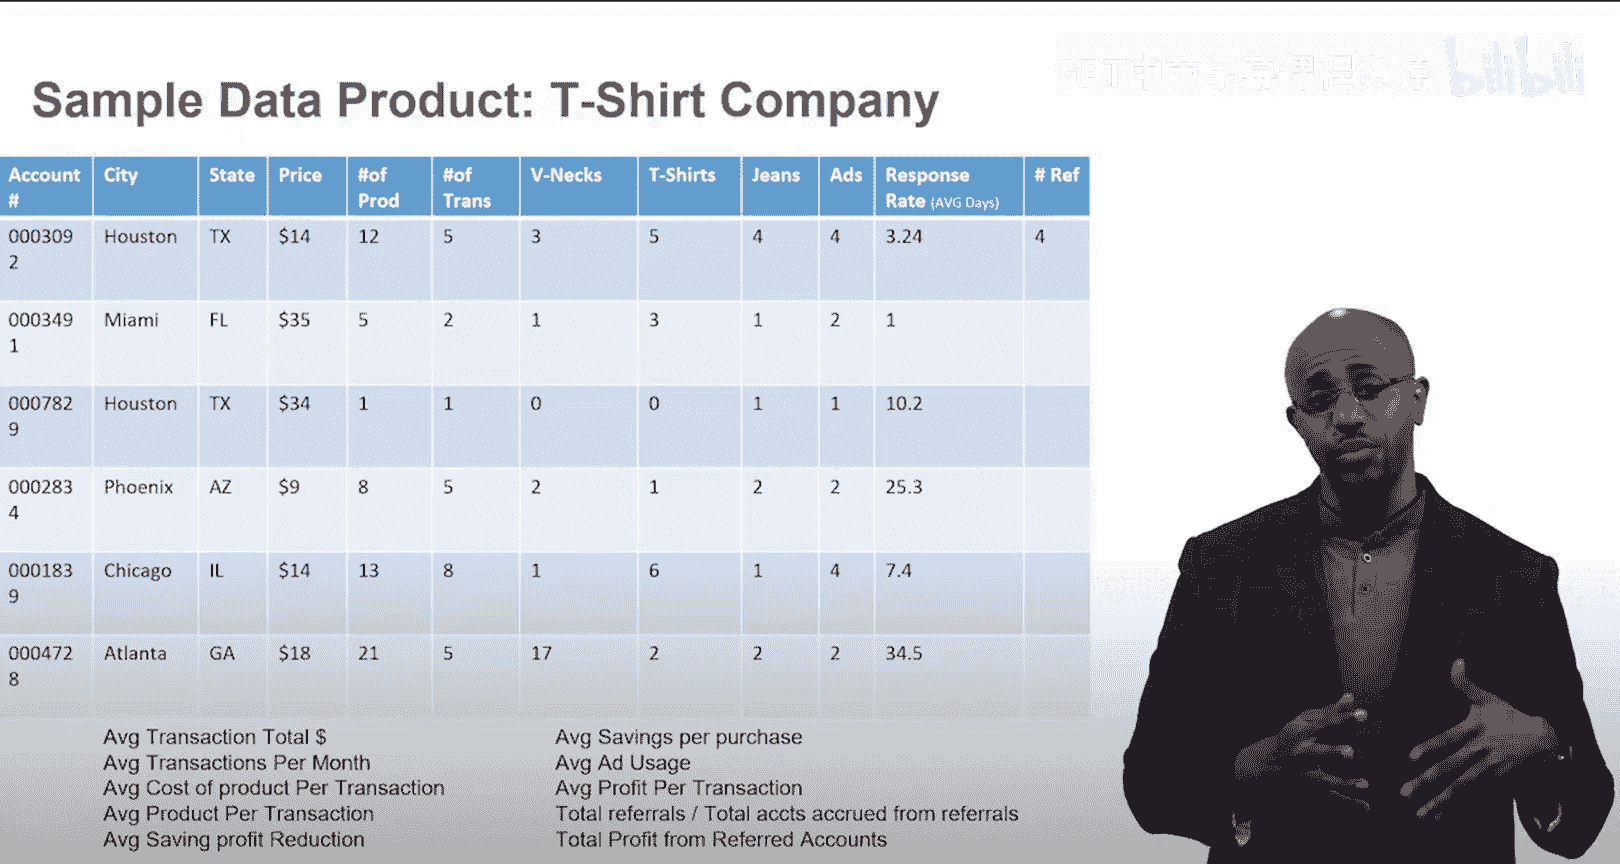 Sample Data Product: T-Shirt Company
bilibili
Account # City State Price #of Prod #of Trans V-Necks T-Shirts Jeans Ads Response Rate (AVG Days) # Ref
0003092 Houston TX $14 12 5 3 5 4 4 3.24 4
0003491 Miami FL $35 5 2 1 3 1 2 1
0007829 Houston TX $34 1 1 0 0 1 1 10.2
0002834 Phoenix AZ $9 8 5 2 1 2 2 25.3
0001839 Chicago IL $14 13 8 1 6 1 4 7.4
0004728 Atlanta GA $18 21 5 17 2 2 2 34.5
Avg Transaction Total $
Avg Transactions Per Month
Avg Cost of product Per Transaction
Avg Product Per Transaction
Avg Saving profit Reduction
Avg Savings per purchase
Avg Ad Usage
Avg Profit Per Transaction
Total referrals / Total accts accrued from referrals
Total Profit from Referred Accounts